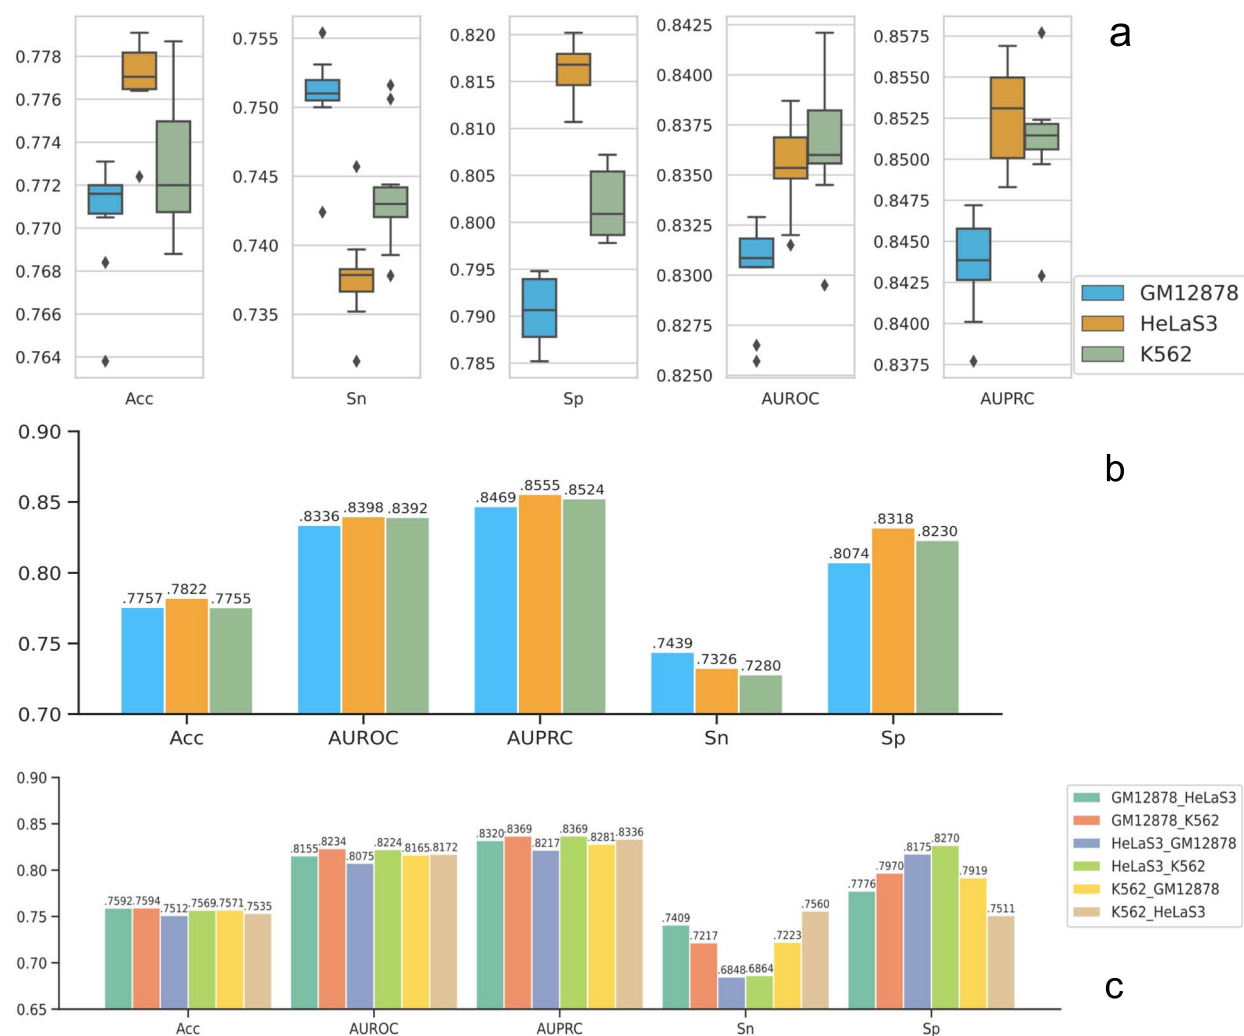 a
0.778
0.776
0.774
0.772
0.770
0.768
0.766
0.764
Acc
0.755
0.750
0.745
0.740
0.735
Sn
0.820
0.815
0.810
0.805
0.800
0.795
0.790
0.785
Sp
0.8425
0.8400
0.8375
0.8350
0.8325
0.8300
0.8275
0.8250
AUROC
0.8575
0.8550
0.8525
0.8500
0.8475
0.8450
0.8425
0.8400
0.8375
AUPRC
GM12878
HeLaS3
K562
b
0.90
0.85
0.80
0.75
0.70
.7757 .7822 .7755
.8336 .8398 .8392
.8469 .8555 .8524
.7439 .7326 .7280
.8074 .8318 .8230
Acc AUROC AUPRC Sn Sp
0.90
0.85
0.80
0.75
0.70
0.65
.7592 .7594 .7512 .7569 .7571 .7535
.8155 .8234 .8075 .8224 .8165 .8172
.8320 .8369 .8217 .8369 .8281 .8336
.7409 .7217 .6848 .6864 .7223 .7560
.7776 .7970 .8175 .8270 .7919 .7511
Acc AUROC AUPRC Sn Sp
GM12878_HeLaS3
GM12878_K562
HeLaS3_GM12878
HeLaS3_K562
K562_GM12878
K562_HeLaS3
c